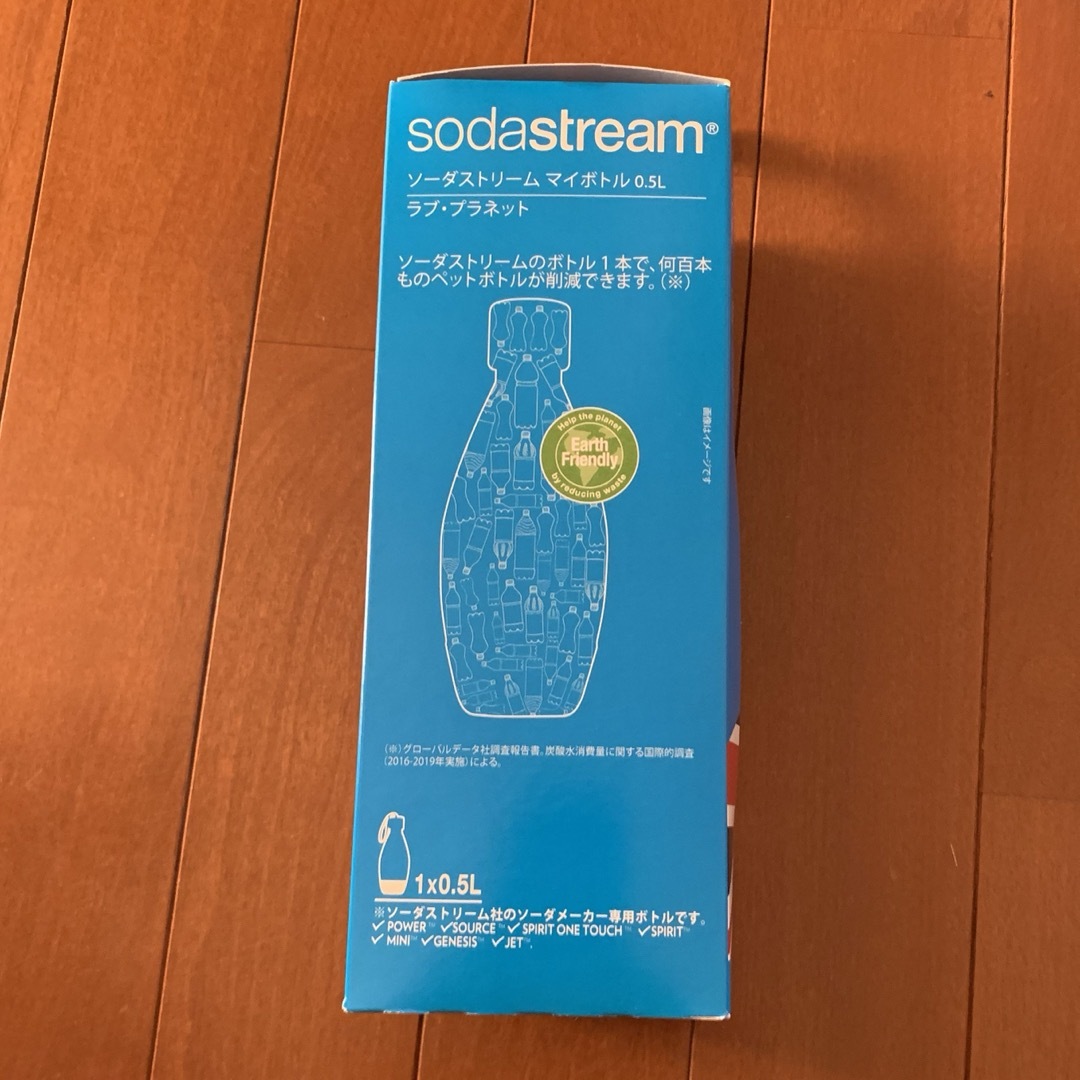 sodastream®
ソーダストリーム マイボトル 0.5L
ラブ・プラネット
ソーダストリームのボトル1本で、何百本
ものペットボトルが削減できます。(※)
Help the planet
Earth
Friendly
by reducing waste
画像はイメージです
(※)グローバルデータ社調査報告書。炭酸水消費量に関する国際的調査
(2016-2019年実施)による。
1x0.5L
※ソーダストリーム社のソーダメーカー専用ボトルです。
✓POWER™ ✓SOURCE™ ✓SPIRIT ONE TOUCH™ ✓SPIRIT™
✓MINI™ ✓GENESIS™ ✓JET™.